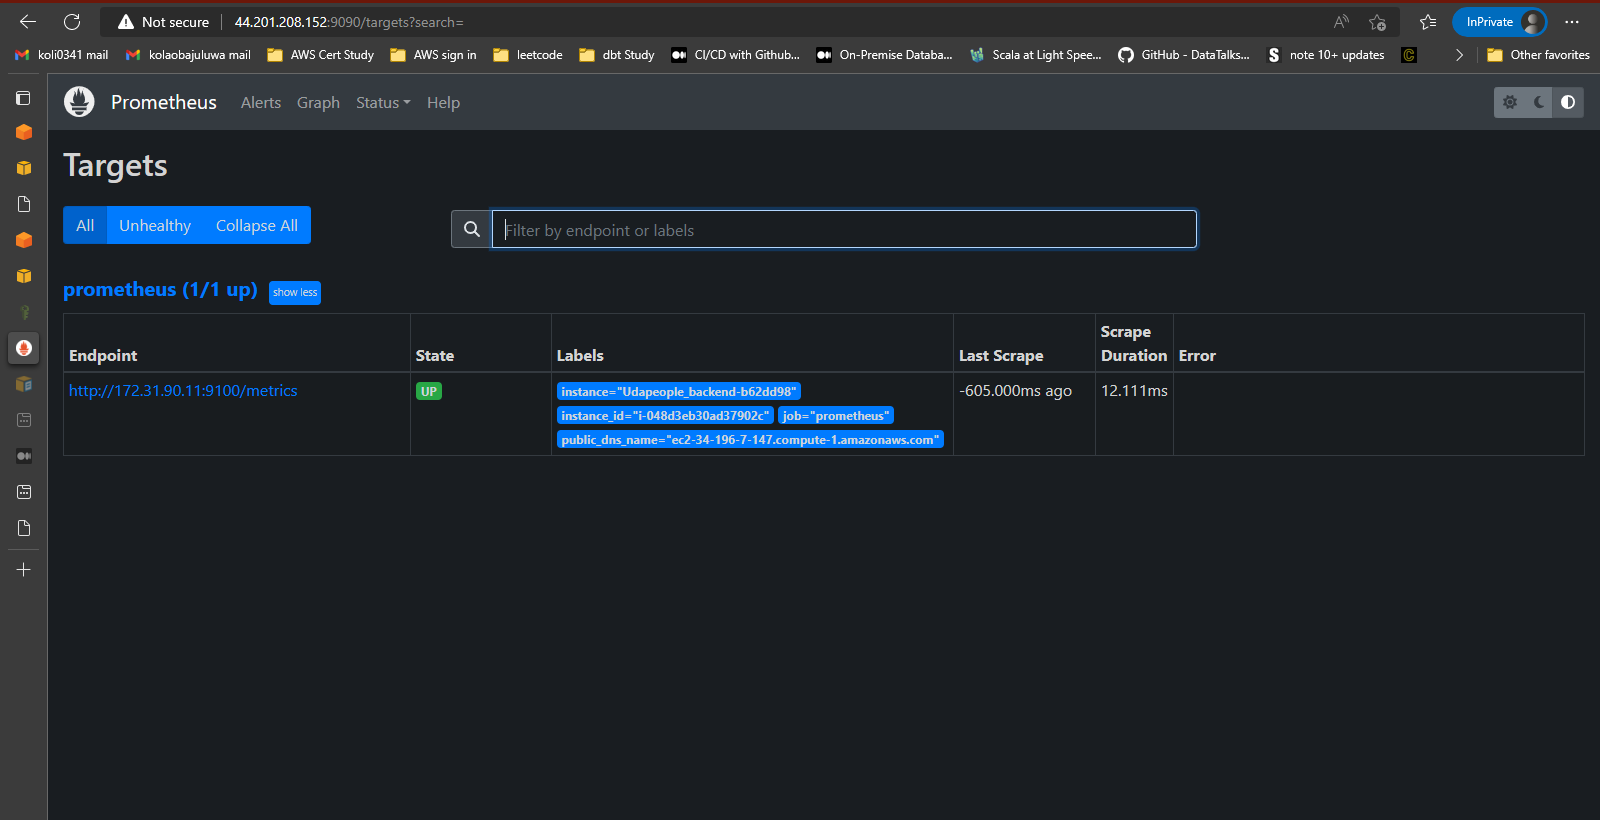 Not secure 44.201.208.152:9090/targets?search= InPrivate
koli0341 mail kolaobajuluwa mail AWS Cert Study AWS sign in leetcode dbt Study CI/CD with Github... On-Premise Databa... Scala at Light Spee... GitHub - DataTalks... note 10+ updates Other favorites
Prometheus Alerts Graph Status Help
Targets
All Unhealthy Collapse All Filter by endpoint or labels
prometheus (1/1 up) show less
Endpoint State Labels Last Scrape Scrape Duration Error
http://172.31.90.11:9100/metrics UP instance="Udapeople_backend-b62dd98" -605.000ms ago 12.111ms
instance_id="i-048d3eb30ad37902c" job="prometheus"
public_dns_name="ec2-34-196-7-147.compute-1.amazonaws.com"